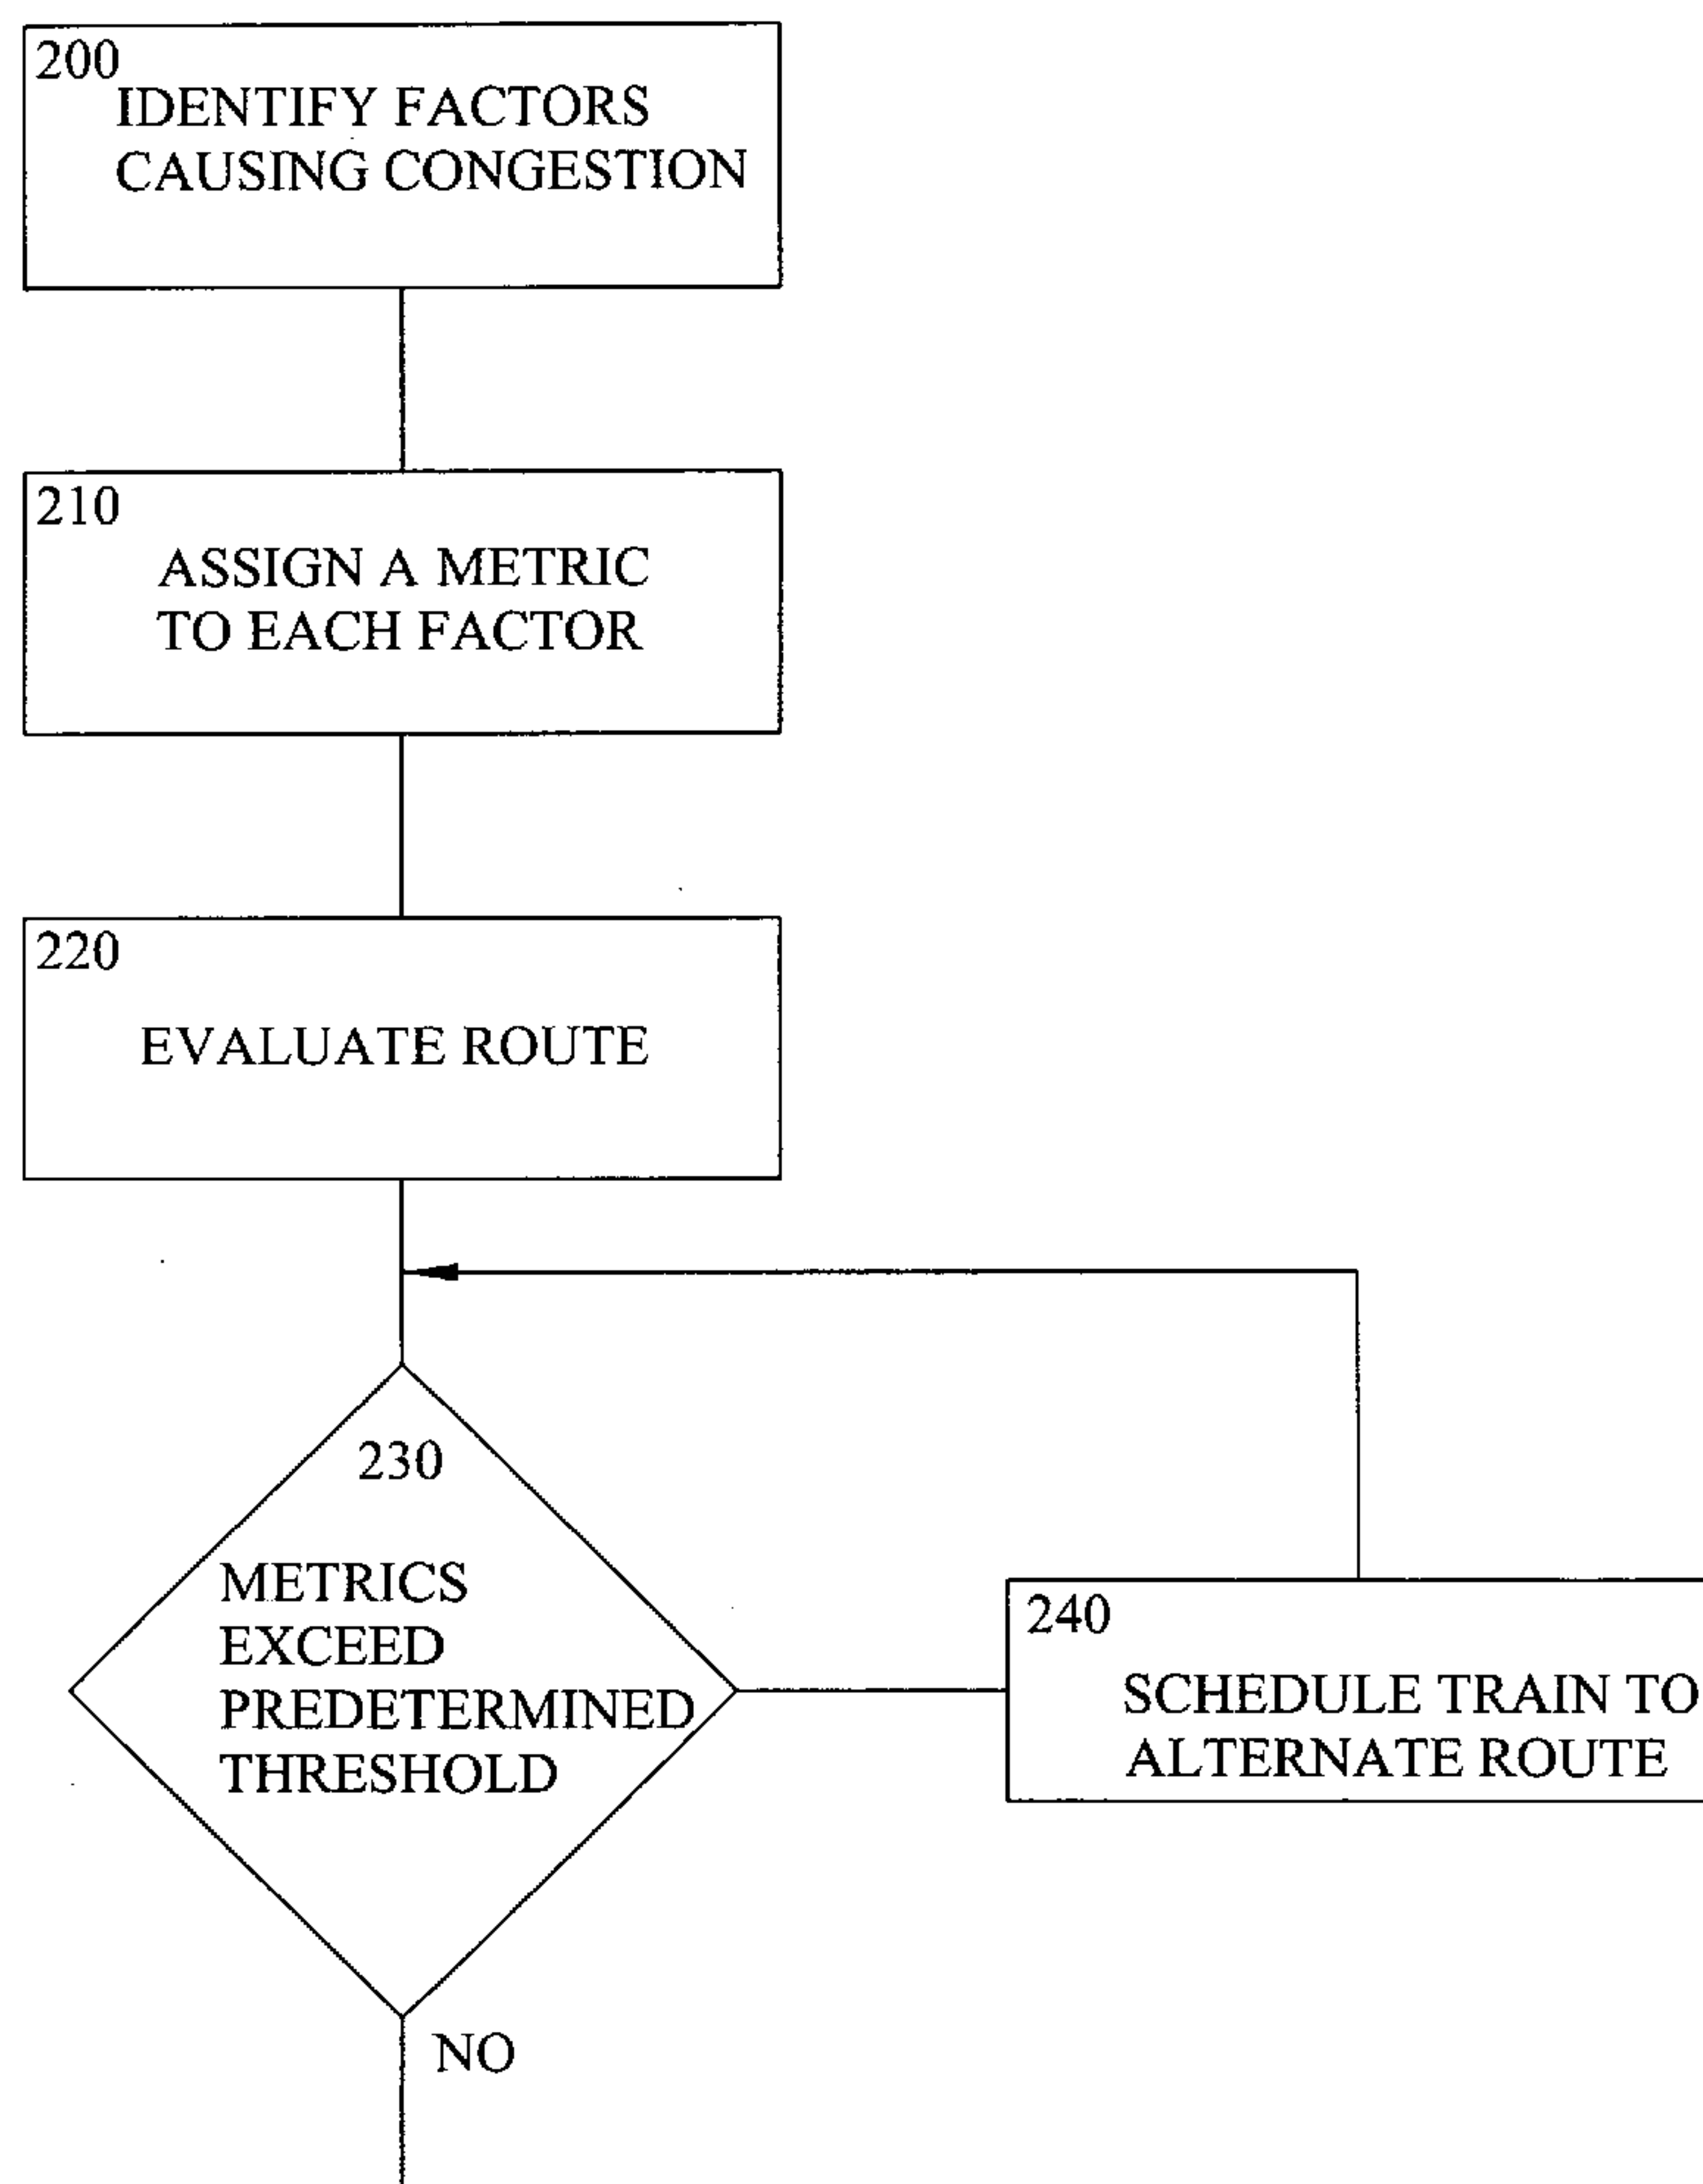 200
IDENTIFY FACTORS
CAUSING CONGESTION
210
ASSIGN A METRIC
TO EACH FACTOR
220
EVALUATE ROUTE
230
METRICS
EXCEED
PREDETERMINED
THRESHOLD
240
SCHEDULE TRAIN TO
ALTERNATE ROUTE
NO